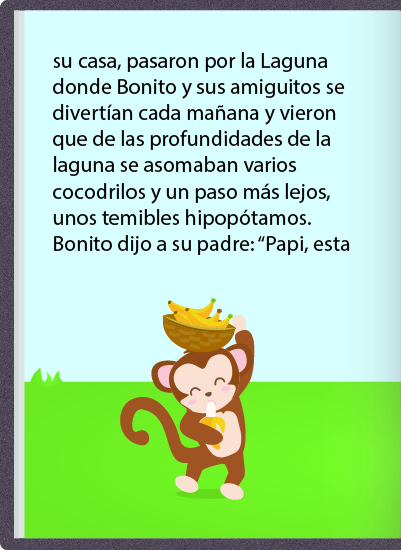 su casa, pasaron por la Laguna
donde Bonito y sus amiguitos se
divertían cada mañana y vieron
que de las profundidades de la
laguna se asomaban varios
cocodrilos y un paso más lejos,
unos temibles hipopótamos.
Bonito dijo a su padre: “Papi, esta